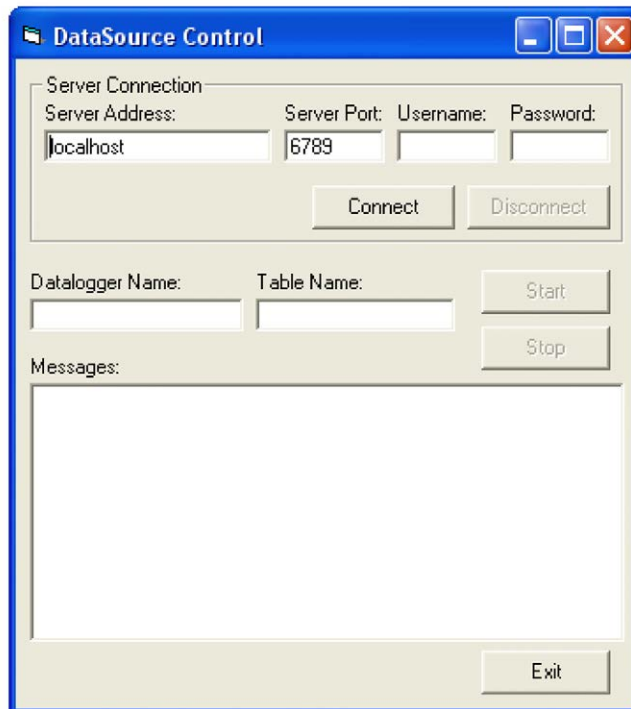 DataSource Control
Server Connection
Server Address: Server Port: Username: Password:
localhost 6789
Connect Disconnect
Datalogger Name: Table Name: Start
Stop
Messages:
Exit